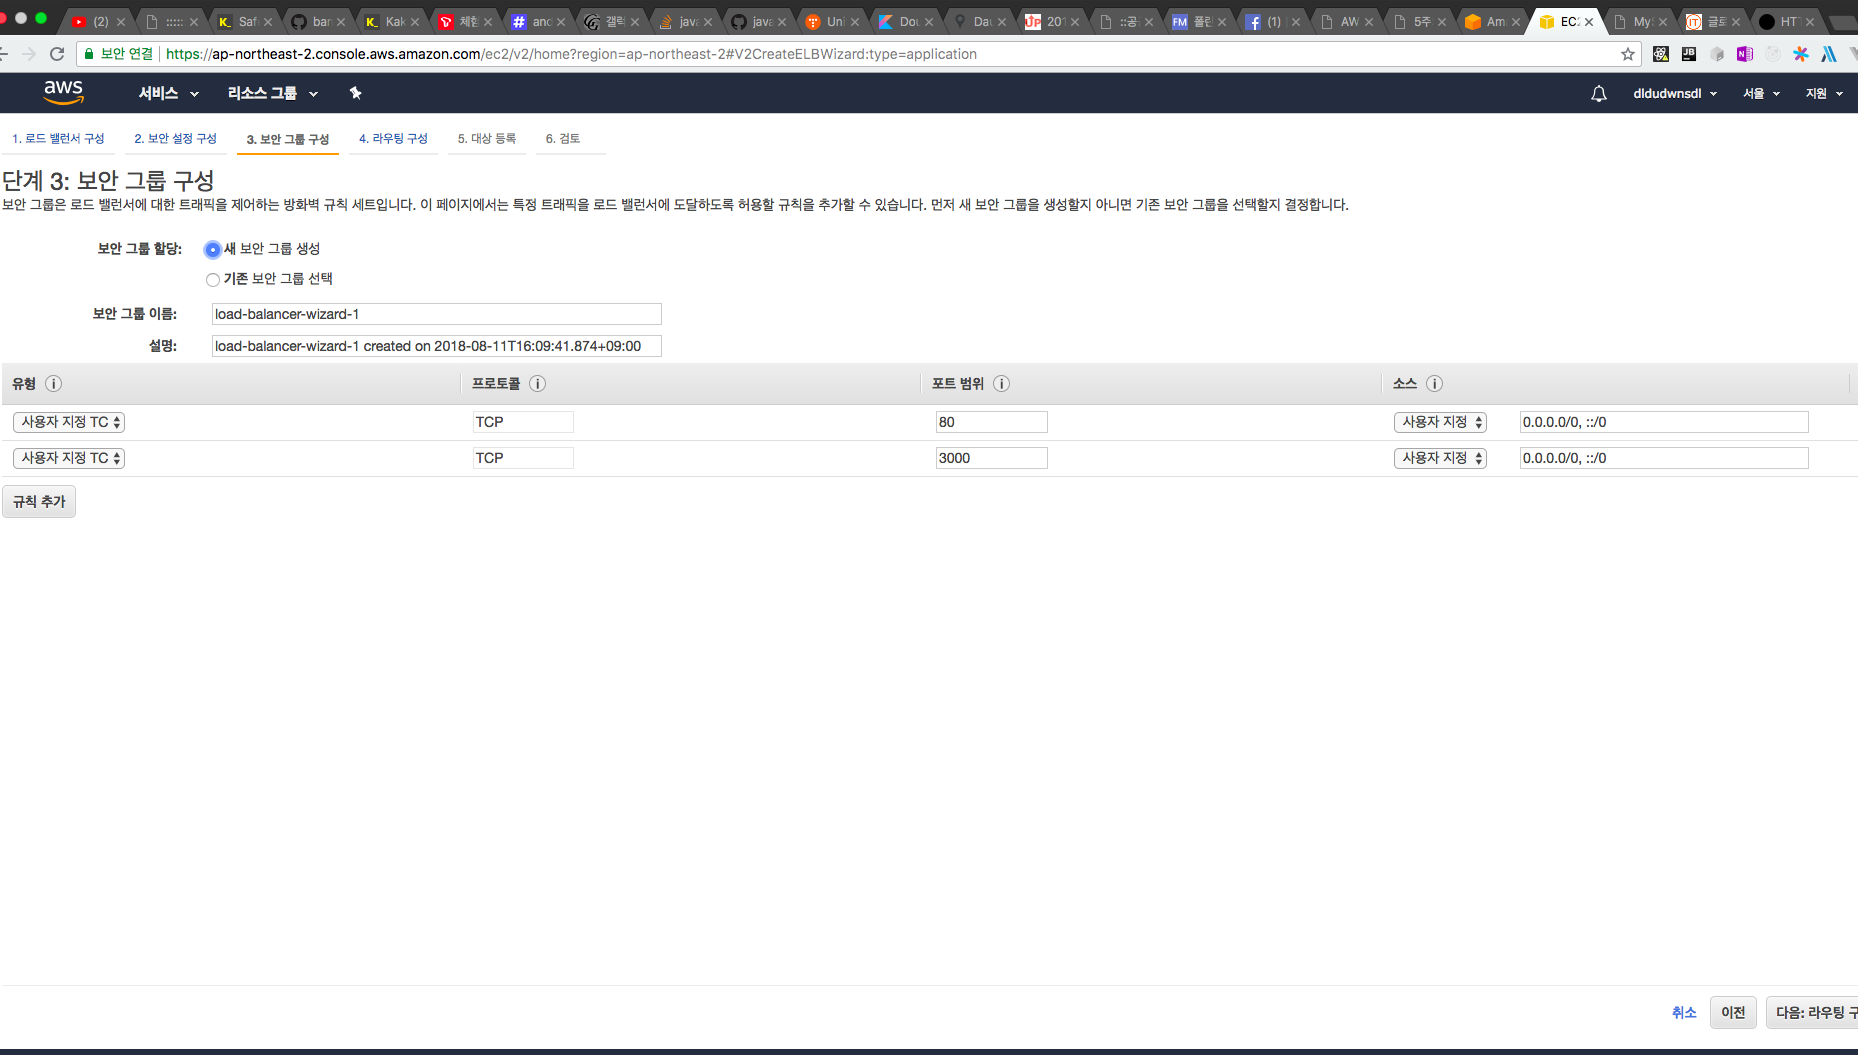 (2) ::::: Safe bar Kak 체험 and 갤럭 java java Uni Dou Dau 201 ::공: 폴린 (1) AW 5주 Ama EC2 MyS 글로 HTT
보안 연결 https://ap-northeast-2.console.aws.amazon.com/ec2/v2/home?region=ap-northeast-2#V2CreateELBWizard:type=application
aws 서비스 리소스 그룹 dldudwnsdl 서울 지원
1. 로드 밸런서 구성 2. 보안 설정 구성 3. 보안 그룹 구성 4. 라우팅 구성 5. 대상 등록 6. 검토
단계 3: 보안 그룹 구성
보안 그룹은 로드 밸런서에 대한 트래픽을 제어하는 방화벽 규칙 세트입니다. 이 페이지에서는 특정 트래픽을 로드 밸런서에 도달하도록 허용할 규칙을 추가할 수 있습니다. 먼저 새 보안 그룹을 생성할지 아니면 기존 보안 그룹을 선택할지 결정합니다.
보안 그룹 할당: 새 보안 그룹 생성
기존 보안 그룹 선택
보안 그룹 이름: load-balancer-wizard-1
설명: load-balancer-wizard-1 created on 2018-08-11T16:09:41.874+09:00
유형 프로토콜 포트 범위 소스
사용자 지정 TC TCP 80 사용자 지정 0.0.0.0/0, ::/0
사용자 지정 TC TCP 3000 사용자 지정 0.0.0.0/0, ::/0
규칙 추가
취소 이전 다음: 라우팅 구